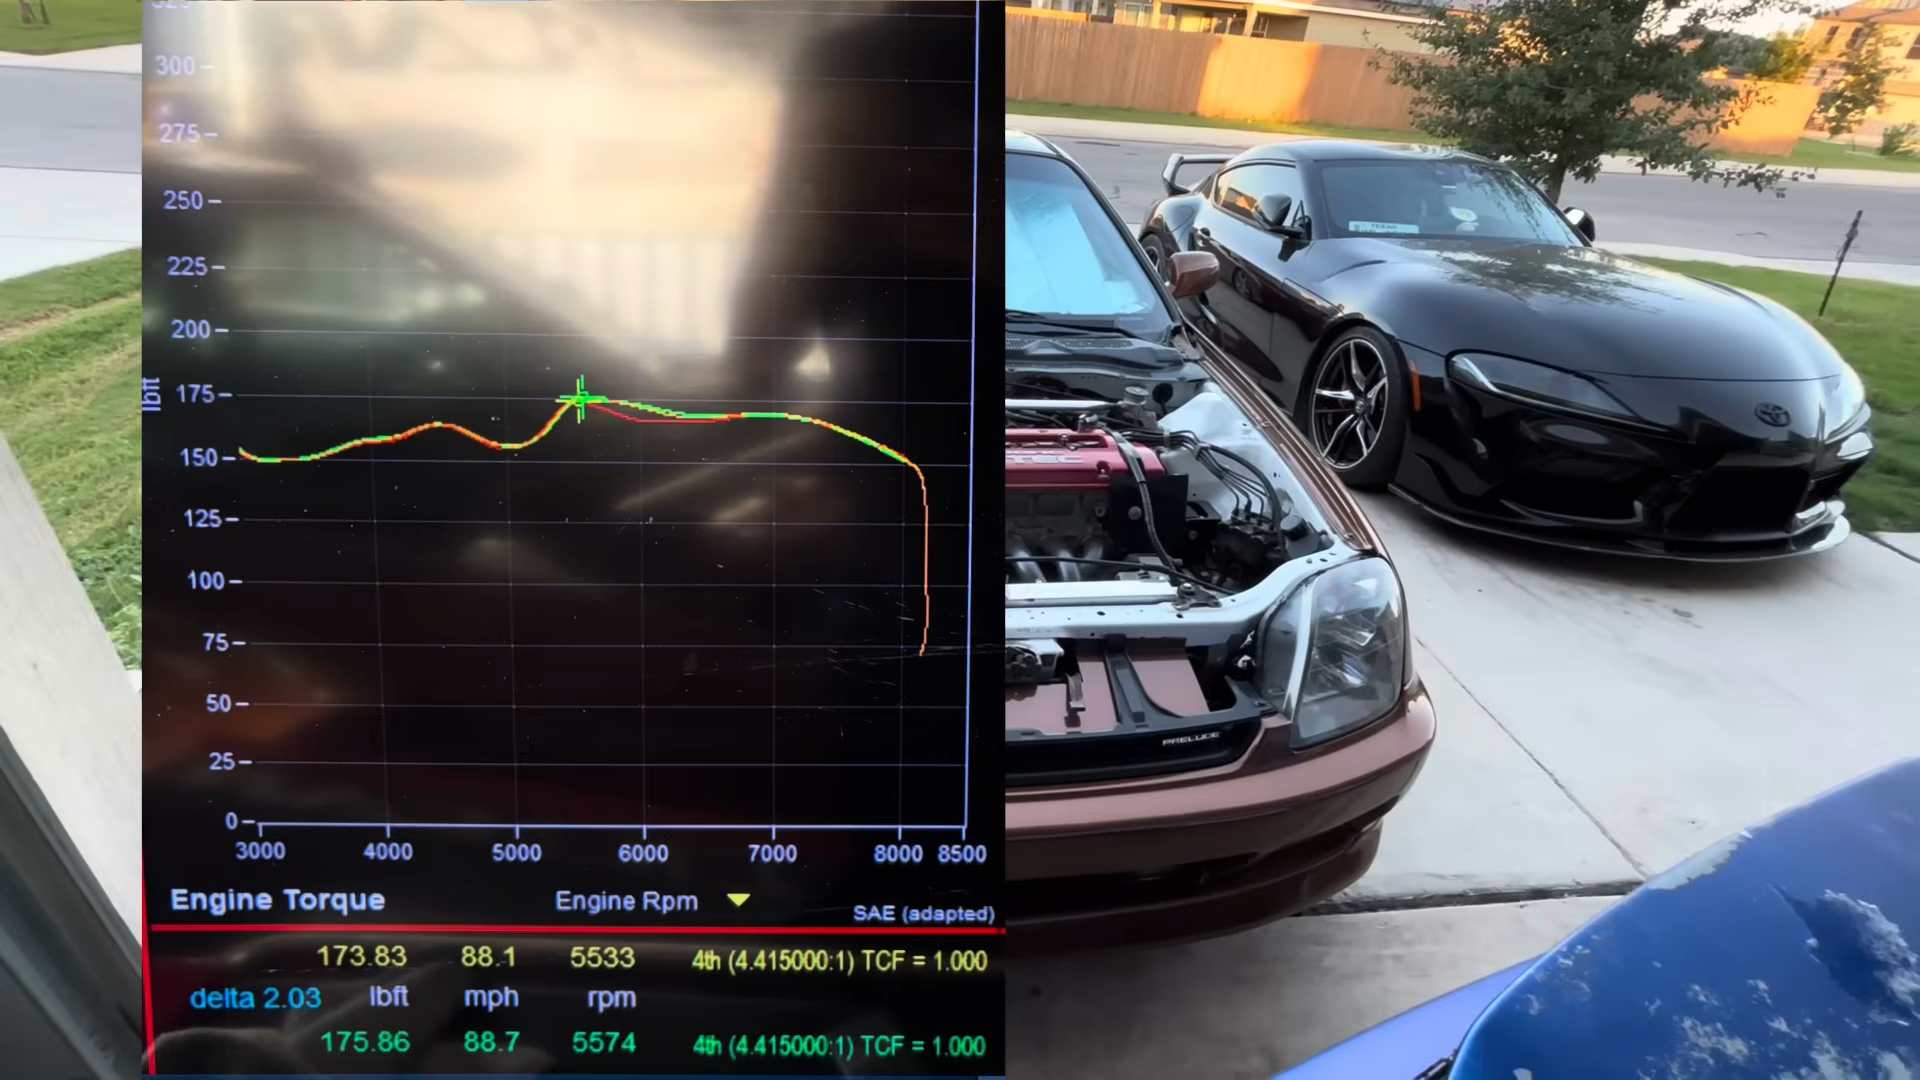 300
275
250
225
200
lbft
175
150
125
100
75
50
25
0
3000 4000 5000 6000 7000 8000 8500
Engine Torque Engine Rpm SAE (adapted)
173.83 88.1 5533 4th (4.415000:1) TCF = 1.000
delta 2.03 lbft mph rpm
175.86 88.7 5574 4th (4.415000:1) TCF = 1.000
TEXAS
PRELUDE